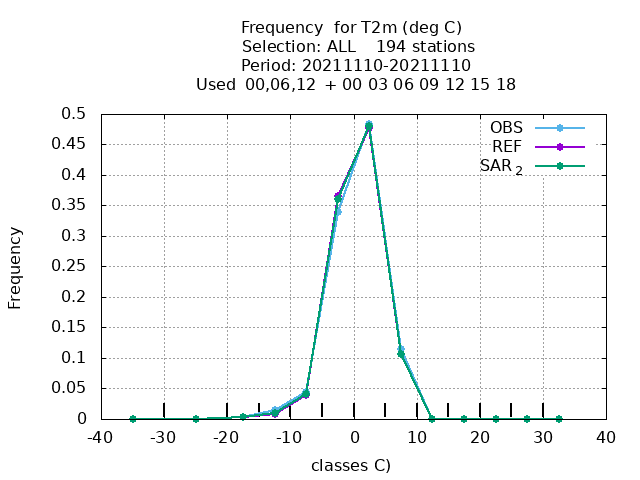 Frequency  for T2m (deg C)
Selection: ALL    194 stations
Period: 20211110-20211110
Used  00,06,12  + 00 03 06 09 12 15 18
0.5
0.45
0.4
0.35
0.3
0.25
0.2
0.15
0.1
0.05
0
Frequency
OBS
REF
SAR 2
-40 -30 -20 -10 0 10 20 30 40
classes C)